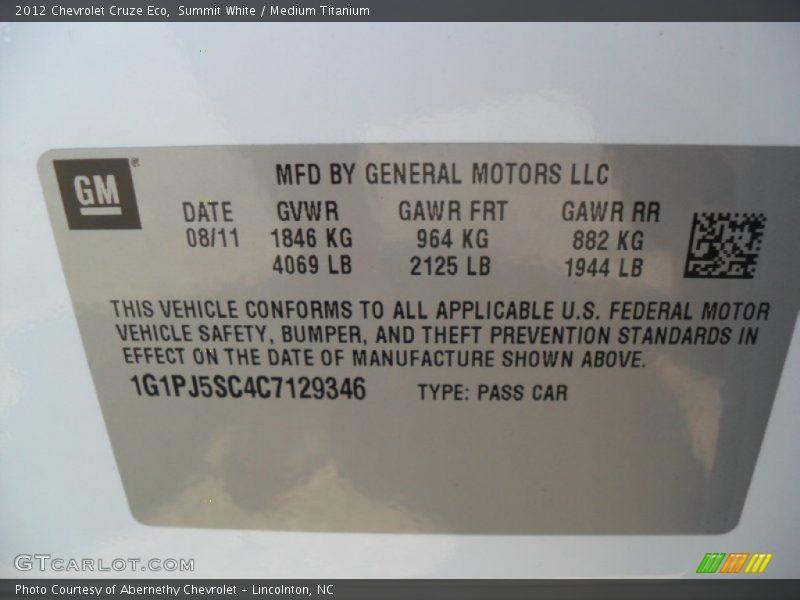 2012 Chevrolet Cruze Eco, Summit White / Medium Titanium
GM ®
MFD BY GENERAL MOTORS LLC
DATE GVWR GAWR FRT GAWR RR
08/11 1846 KG 964 KG 882 KG
4069 LB 2125 LB 1944 LB
THIS VEHICLE CONFORMS TO ALL APPLICABLE U.S. FEDERAL MOTOR
VEHICLE SAFETY, BUMPER, AND THEFT PREVENTION STANDARDS IN
EFFECT ON THE DATE OF MANUFACTURE SHOWN ABOVE.
1G1PJ5SC4C7129346 TYPE: PASS CAR
GTCARLOT.COM
Photo Courtesy of Abernethy Chevrolet – Lincolnton, NC